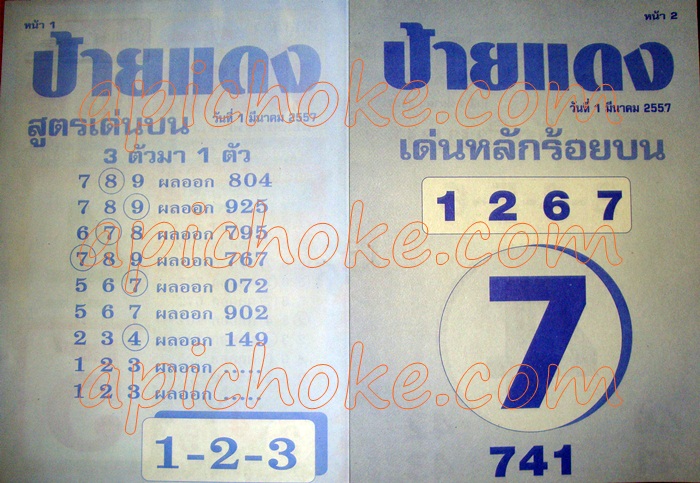 หน้า 1
ป้ายแดง
สูตรเด่นบน
วันที่ 1 มีนาคม 2557
3 ตัวมา 1 ตัว
7 8 9 ผลออก 804
7 8 9 ผลออก 925
6 7 8 ผลออก 795
7 8 9 ผลออก 767
5 6 7 ผลออก 072
5 6 7 ผลออก 902
2 3 4 ผลออก 149
1 2 3 ผลออก .....
1 2 3 ผลออก .....
1-2-3
หน้า 2
ป้ายแดง
วันที่ 1 มีนาคม 2557
เด่นหลักร้อยบน
1 2 6 7
7
741
apichoke.com
apichoke.com
apichoke.com
apichoke.com